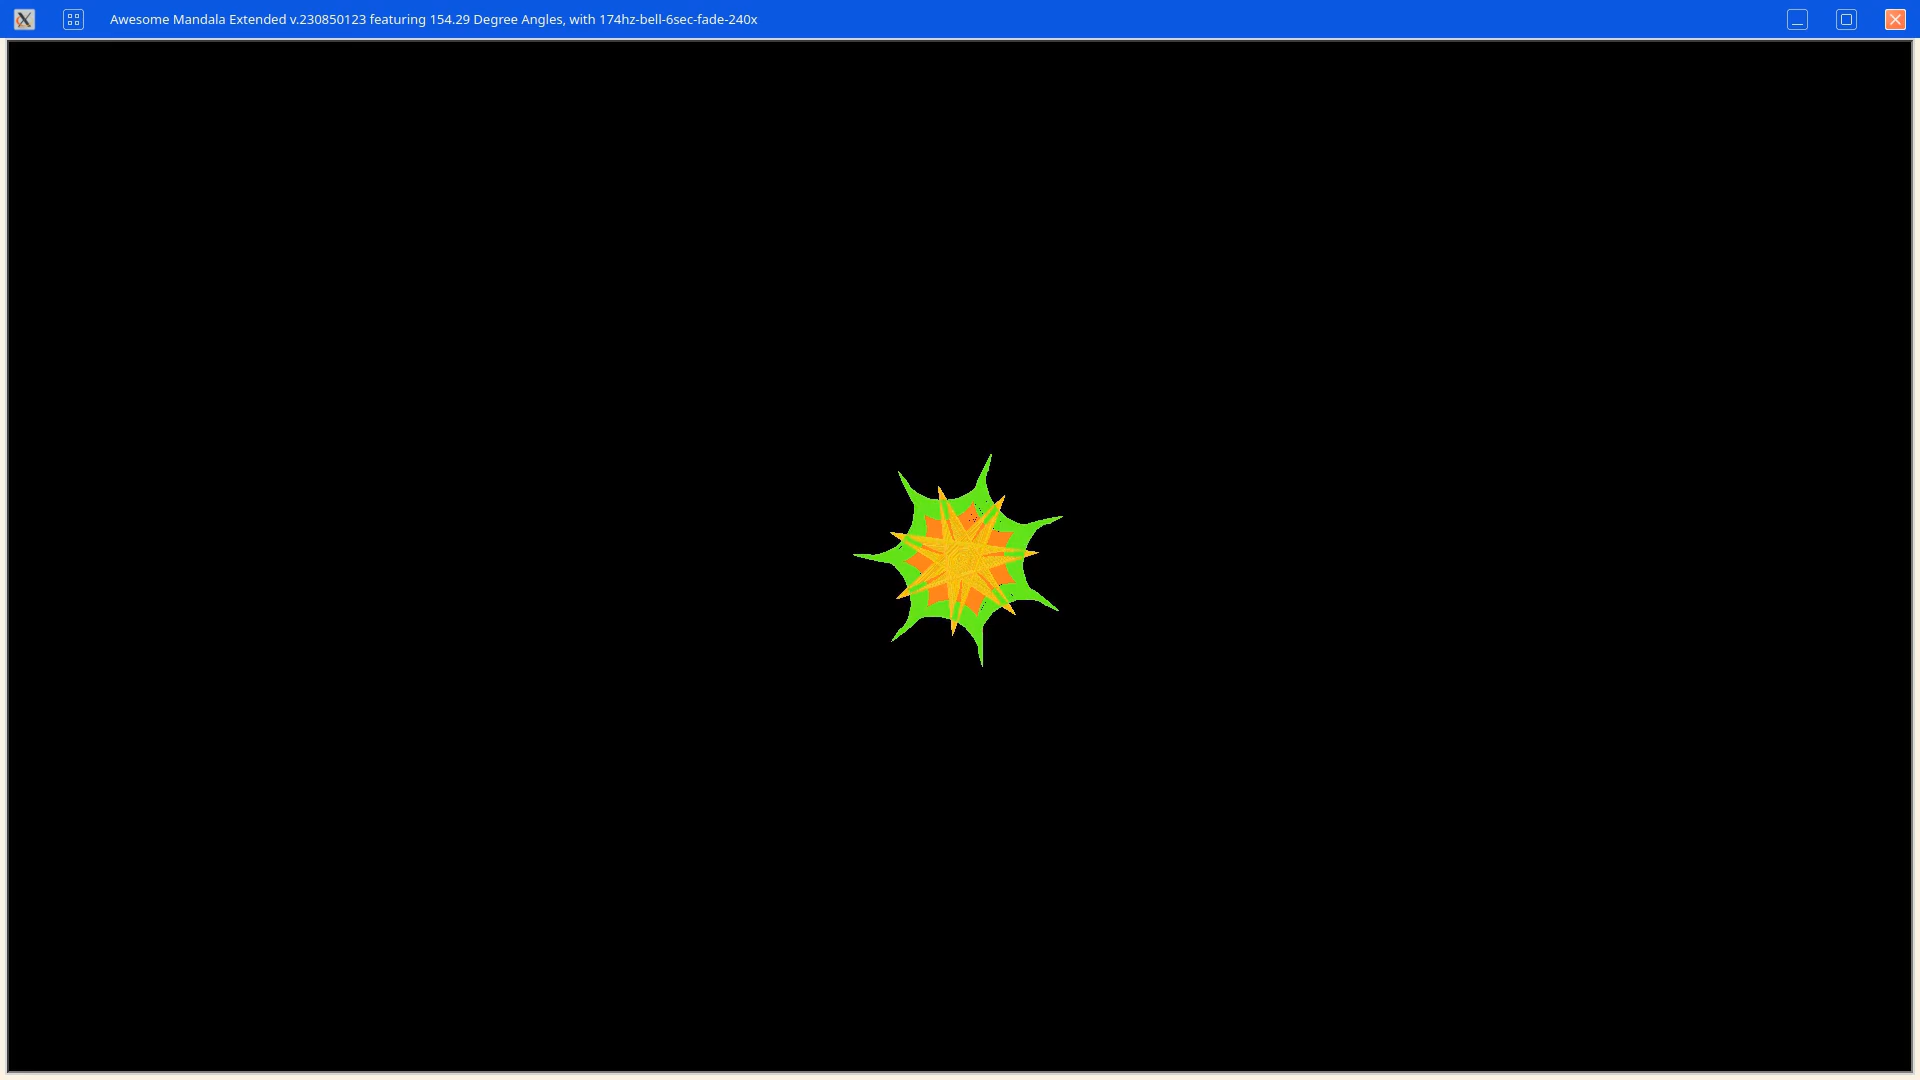 Awesome Mandala Extended v.230850123 featuring 154.29 Degree Angles, with 174hz-bell-6sec-fade-240x